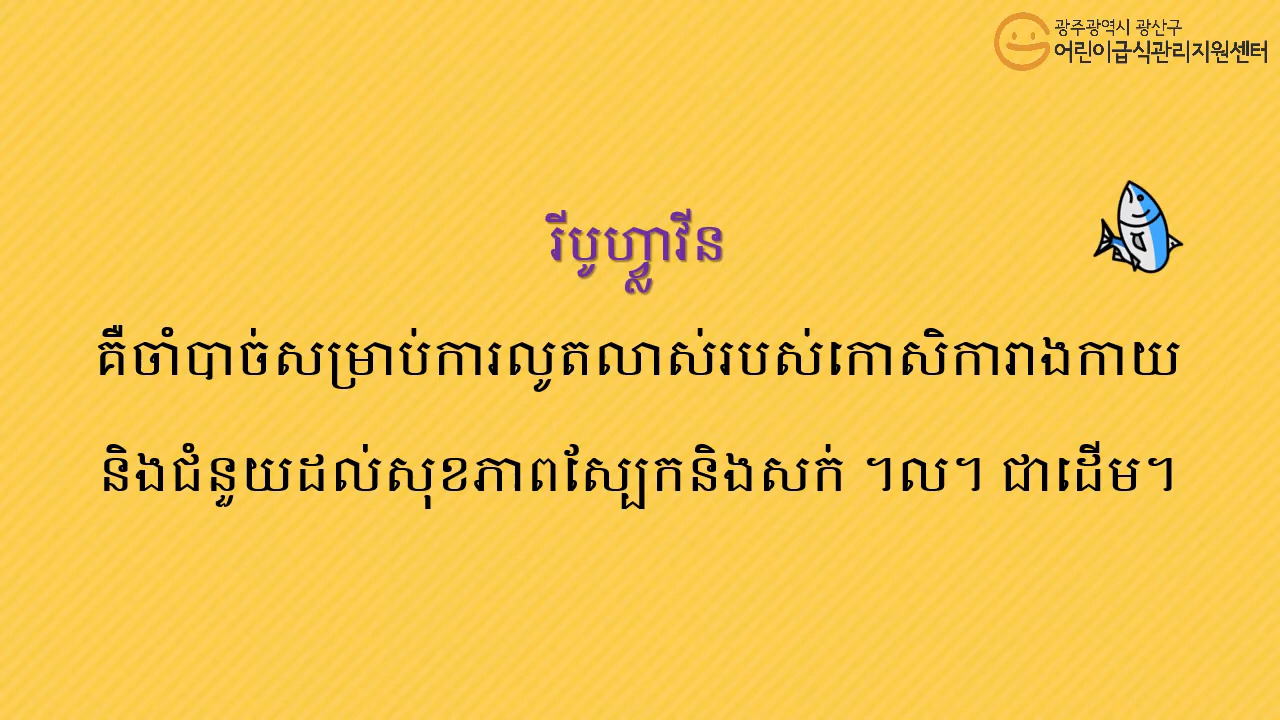 광주광역시 광산구
어린이급식관리지원센터
រីបូហ្វ្លាវីន
គឺចាំបាច់សម្រាប់ការលូតលាស់របស់កោសិការាងកាយ
និងជំនួយដល់សុខភាពស្បែកនិងសក់ ។ល។ ជាដើម។